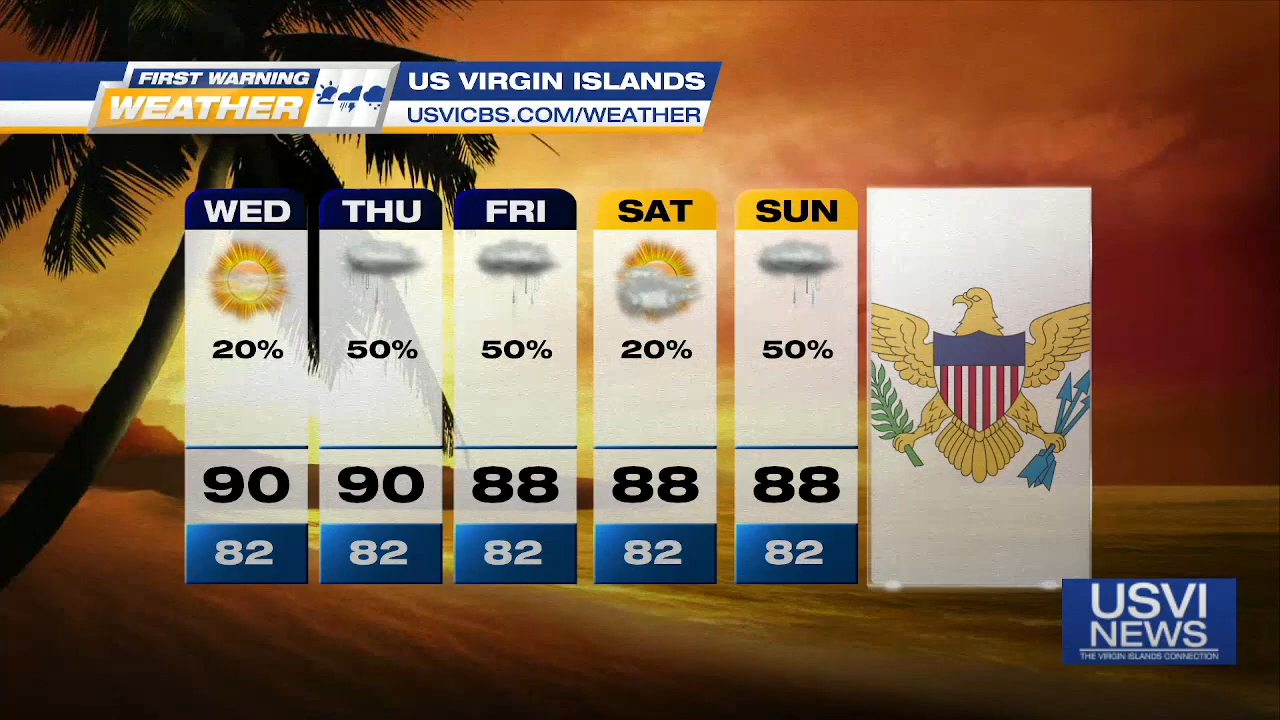 FIRST WARNING
WEATHER
US VIRGIN ISLANDS
USVICBS.COM/WEATHER
WED THU FRI SAT SUN
20% 50% 50% 20% 50%
90 90 88 88 88
82 82 82 82 82
USVI
NEWS
THE VIRGIN ISLANDS CONNECTION